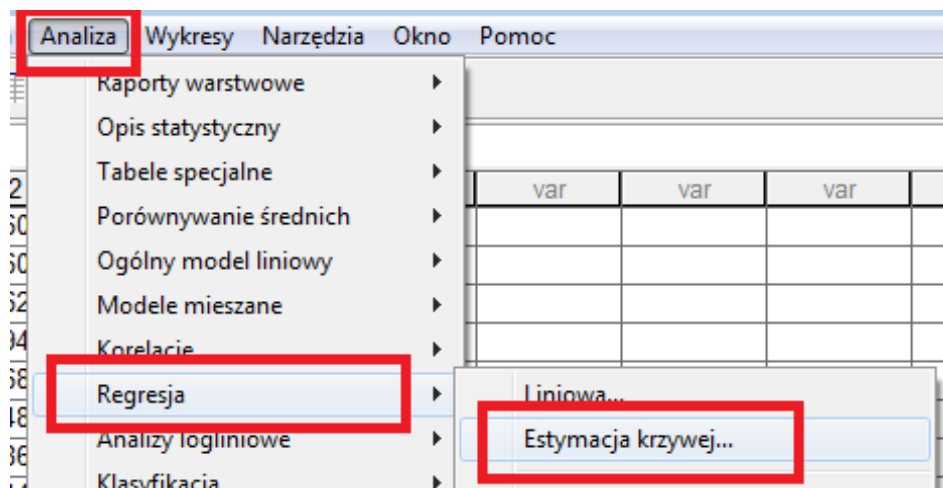 Analiza Wykresy Narzędzia Okno Pomoc
Raporty warstwowe
Opis statystyczny
Tabele specjalne
var var var
Porównywanie średnich
Ogólny model liniowy
Modele mieszane
Korelacje
Regresja
Liniowa...
Analizy logliniowe
Estymacja krzywej...
Klasyfikacja